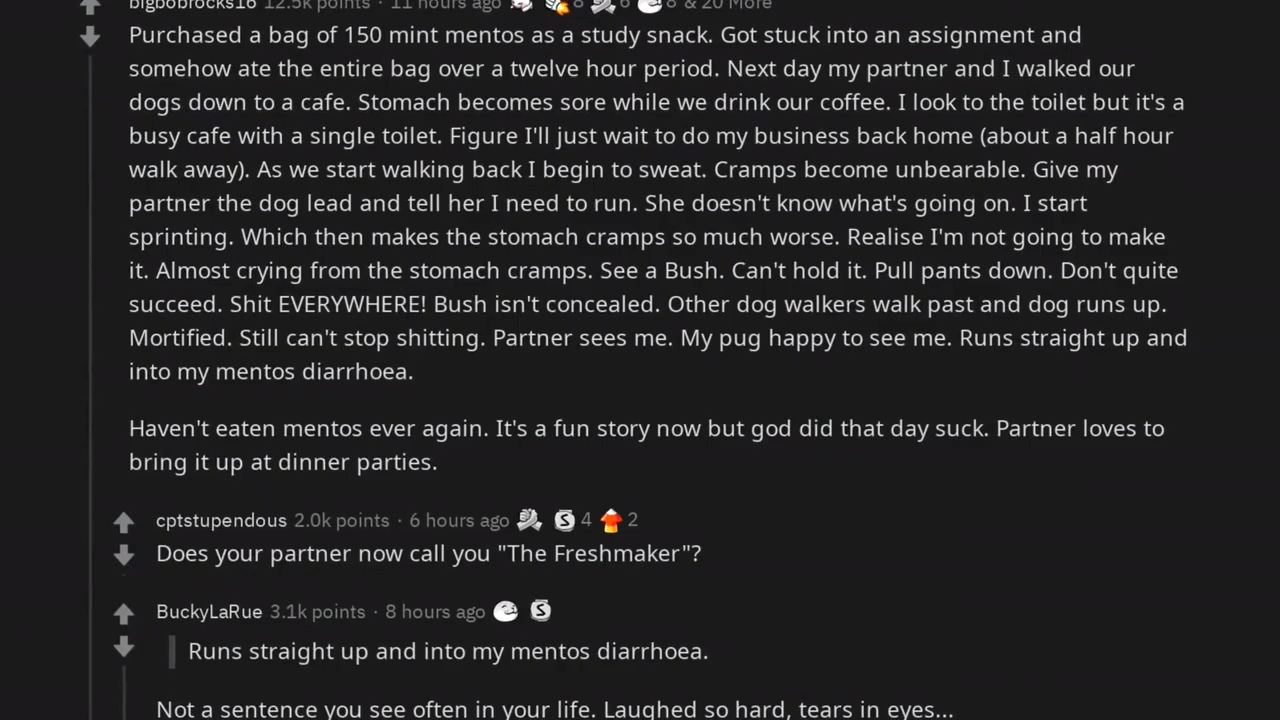 bigbobrocks16 12.5k points · 11 hours ago 8 6 8 & 20 More
Purchased a bag of 150 mint mentos as a study snack. Got stuck into an assignment and
somehow ate the entire bag over a twelve hour period. Next day my partner and I walked our
dogs down to a cafe. Stomach becomes sore while we drink our coffee. I look to the toilet but it's a
busy cafe with a single toilet. Figure I'll just wait to do my business back home (about a half hour
walk away). As we start walking back I begin to sweat. Cramps become unbearable. Give my
partner the dog lead and tell her I need to run. She doesn't know what's going on. I start
sprinting. Which then makes the stomach cramps so much worse. Realise I'm not going to make
it. Almost crying from the stomach cramps. See a Bush. Can't hold it. Pull pants down. Don't quite
succeed. Shit EVERYWHERE! Bush isn't concealed. Other dog walkers walk past and dog runs up.
Mortified. Still can't stop shitting. Partner sees me. My pug happy to see me. Runs straight up and
into my mentos diarrhoea.
Haven't eaten mentos ever again. It's a fun story now but god did that day suck. Partner loves to
bring it up at dinner parties.
cptstupendous 2.0k points · 6 hours ago S 4 2
Does your partner now call you "The Freshmaker"?
BuckyLaRue 3.1k points · 8 hours ago S
Runs straight up and into my mentos diarrhoea.
Not a sentence you see often in your life. Laughed so hard, tears in eyes...